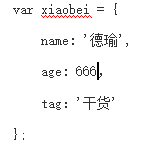 var xiaobei = {
name: '德瑜',
age: 666,
tag: '干货'
};